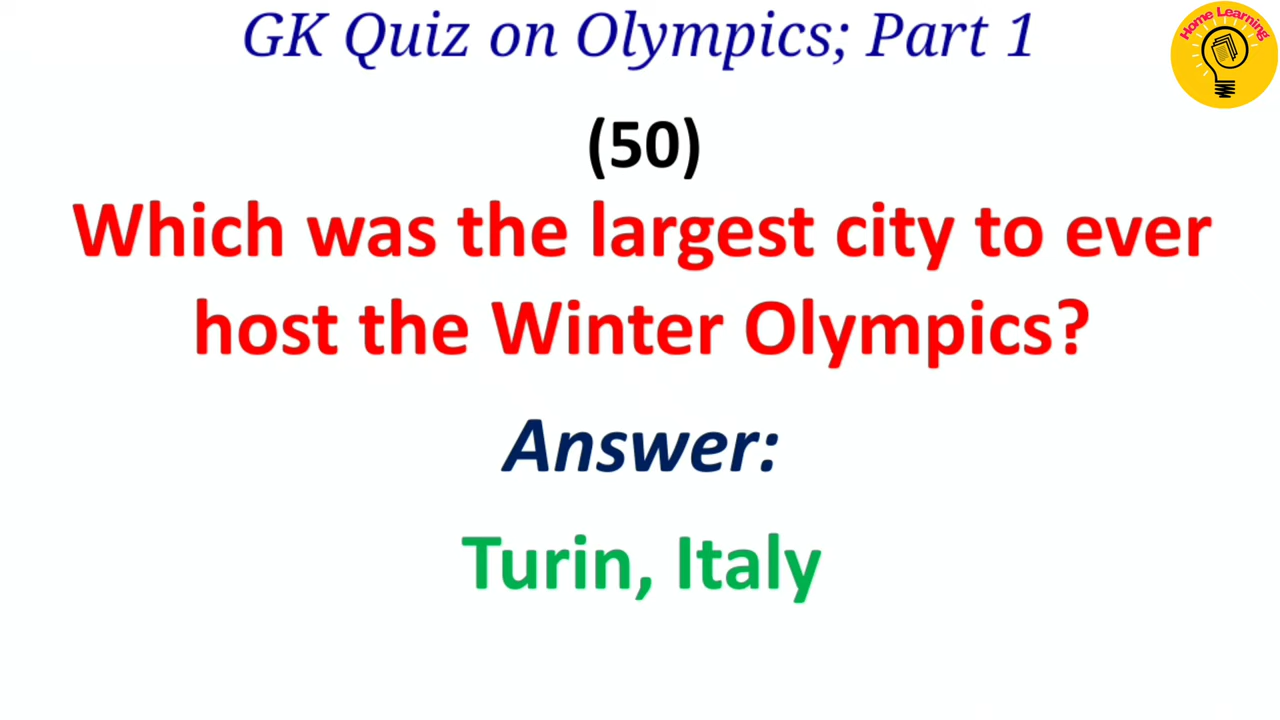 GK Quiz on Olympics; Part 1
Home Learning
(50)
Which was the largest city to ever
host the Winter Olympics?
Answer:
Turin, Italy